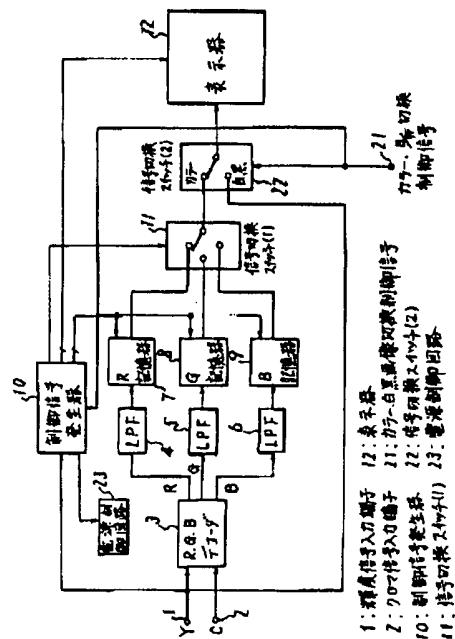 Y
1
C
2
3
R.G.B
デコーダ
R
G
B
LPF
4
LPF
5
LPF
6
R
記憶器
7
G
記憶器
8
B
記憶器
9
10
制御信号
発生器
23
電源制
御回路
11
信号切換
スイッチ(1)
信号切換
スイッチ(2)
カラー
白黒
22
12
表示器
21
カラー、B/W切換
制御信号
1:輝度信号入力端子
2:クロマ信号入力端子
10:制御信号発生器
11:信号切換スイッチ(1)
12:表示器
21:カラー白黒画像切換制御信号
22:信号切換スイッチ(2)
23:電源制御回路